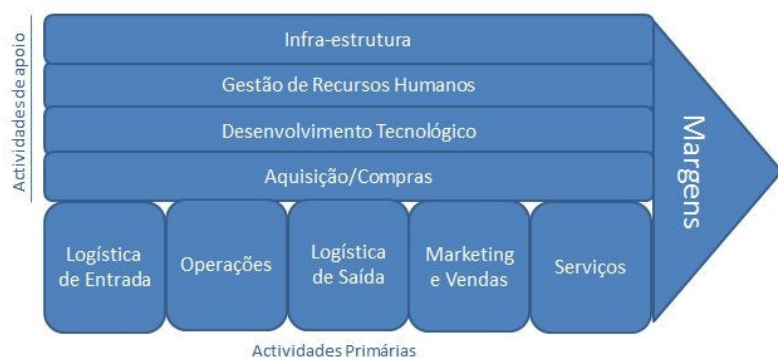 Actividades de apoio
Infra-estrutura
Gestão de Recursos Humanos
Desenvolvimento Tecnológico
Aquisição/Compras
Logística
de Entrada
Operações
Logística
de Saída
Marketing
e Vendas
Serviços
Margens
Actividades Primárias